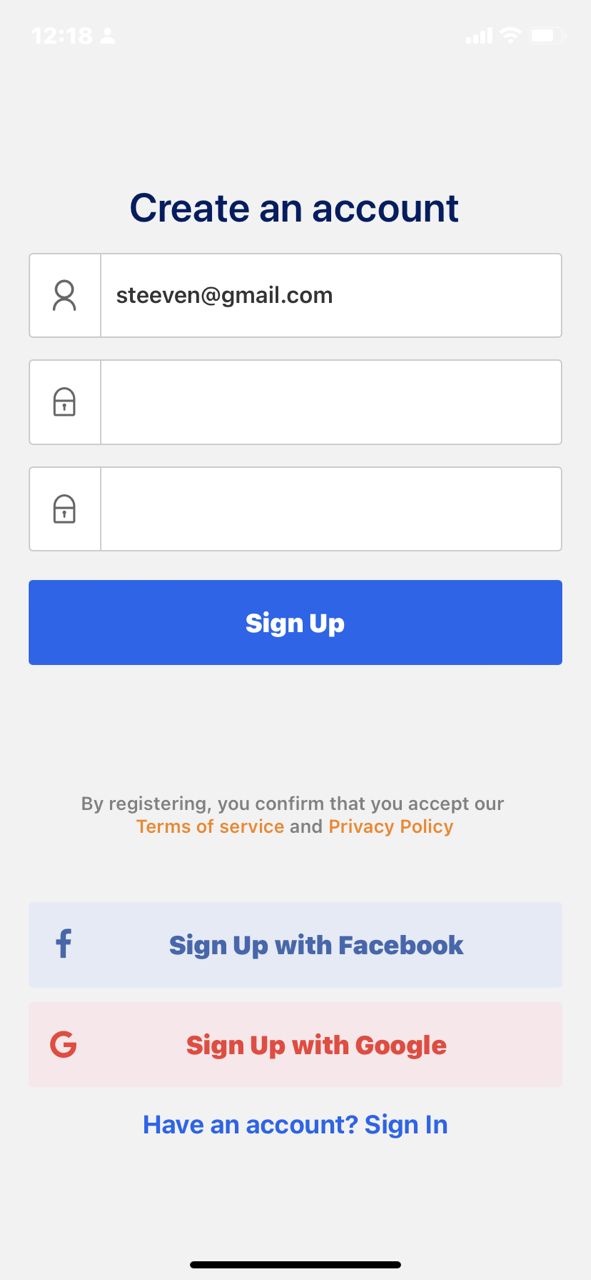 12:18
Create an account
steeven@gmail.com
Sign Up
By registering, you confirm that you accept our
Terms of service and Privacy Policy
Sign Up with Facebook
Sign Up with Google
Have an account? Sign In